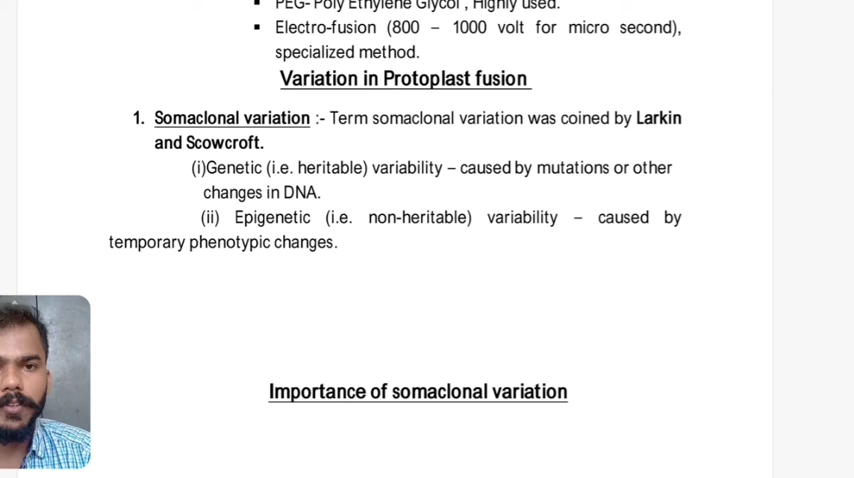 ▪ PEG- Poly Ethylene Glycol , Highly used.
▪ Electro-fusion (800 – 1000 volt for micro second),
specialized method.
Variation in Protoplast fusion
1. Somaclonal variation :- Term somaclonal variation was coined by Larkin
and Scowcroft.
(i)Genetic (i.e. heritable) variability – caused by mutations or other
changes in DNA.
(ii) Epigenetic (i.e. non-heritable) variability – caused by
temporary phenotypic changes.
Importance of somaclonal variation